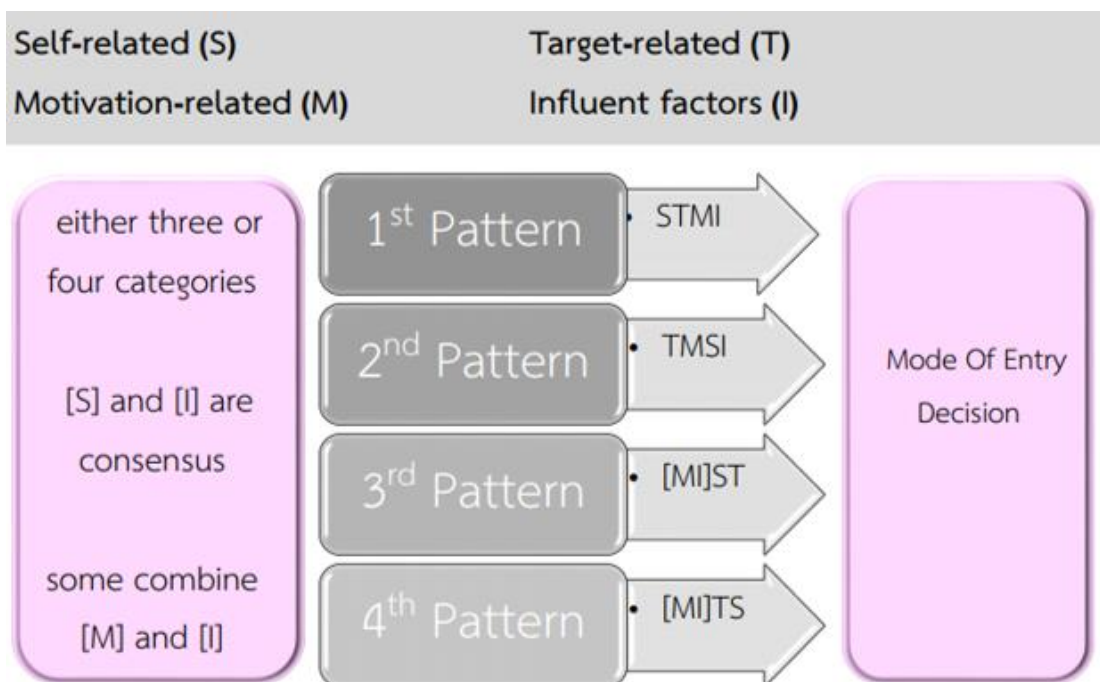 Self-related (S)
Target-related (T)
Motivation-related (M)
Influent factors (I)
either three or
four categories
[S] and [I] are
consensus
some combine
[M] and [I]
1st Pattern
• STMI
2nd Pattern
• TMSI
3rd Pattern
• [MI]ST
4th Pattern
• [MI]TS
Mode Of Entry
Decision